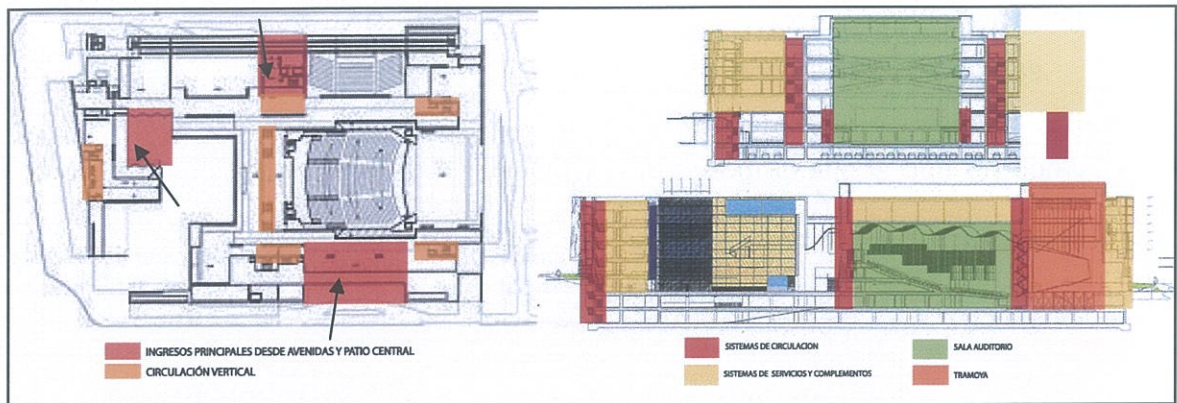 INGRESOS PRINCIPALES DESDE AVENIDAS Y PATIO CENTRAL
CIRCULACIÓN VERTICAL
SISTEMAS DE CIRCULACION
SALA AUDITORIO
SISTEMAS DE SERVICIOS Y COMPLEMENTOS
TRAMOYA